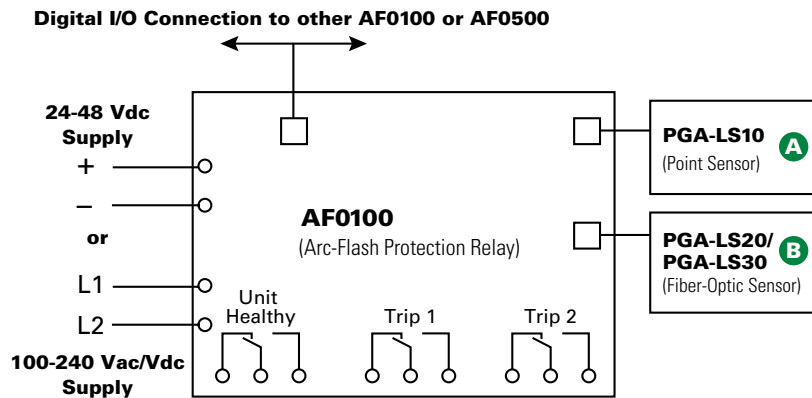 Digital I/O Connection to other AF0100 or AF0500
24-48 Vdc
Supply
+
–
or
L1
L2
100-240 Vac/Vdc
Supply
AF0100
(Arc-Flash Protection Relay)
Unit
Healthy
Trip 1
Trip 2
PGA-LS10
(Point Sensor)
A
PGA-LS20/
PGA-LS30
(Fiber-Optic Sensor)
B